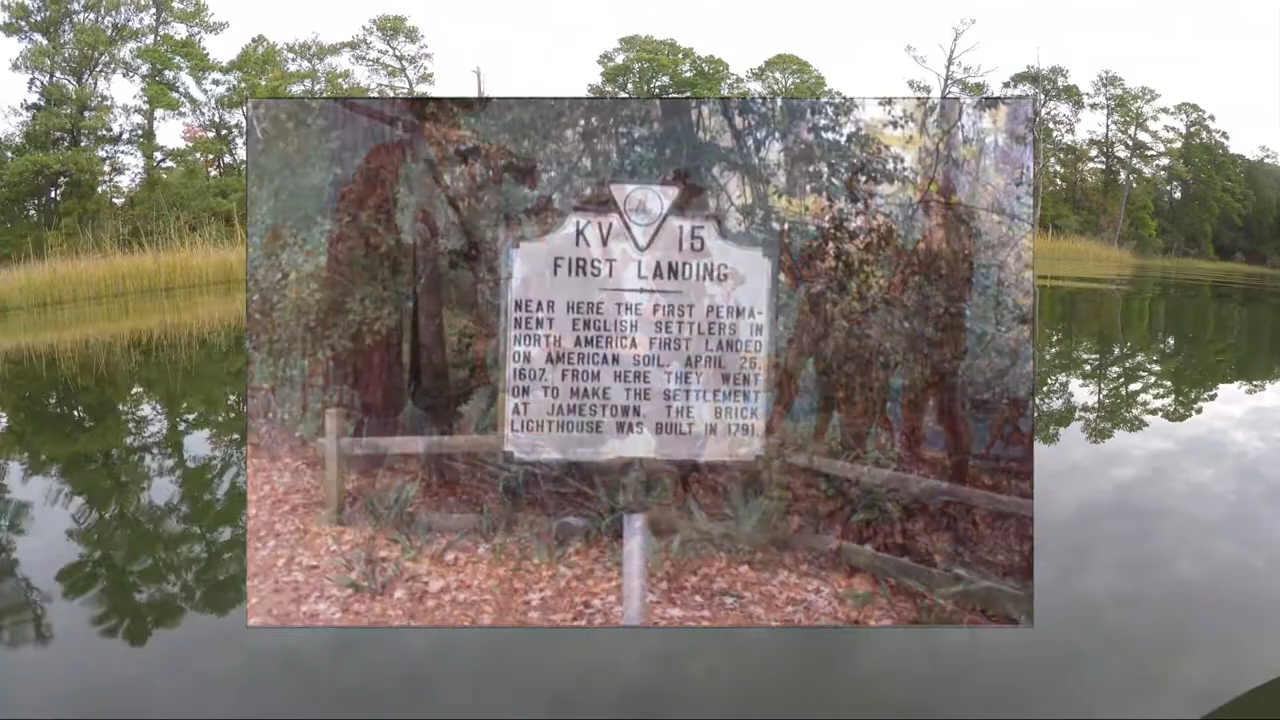 KV 15
FIRST LANDING
NEAR HERE THE FIRST PERMA-
NENT ENGLISH SETTLERS IN
NORTH AMERICA FIRST LANDED
ON AMERICAN SOIL, APRIL 26,
1607. FROM HERE THEY WENT
ON TO MAKE THE SETTLEMENT
AT JAMESTOWN. THE BRICK
LIGHTHOUSE WAS BUILT IN 1791.